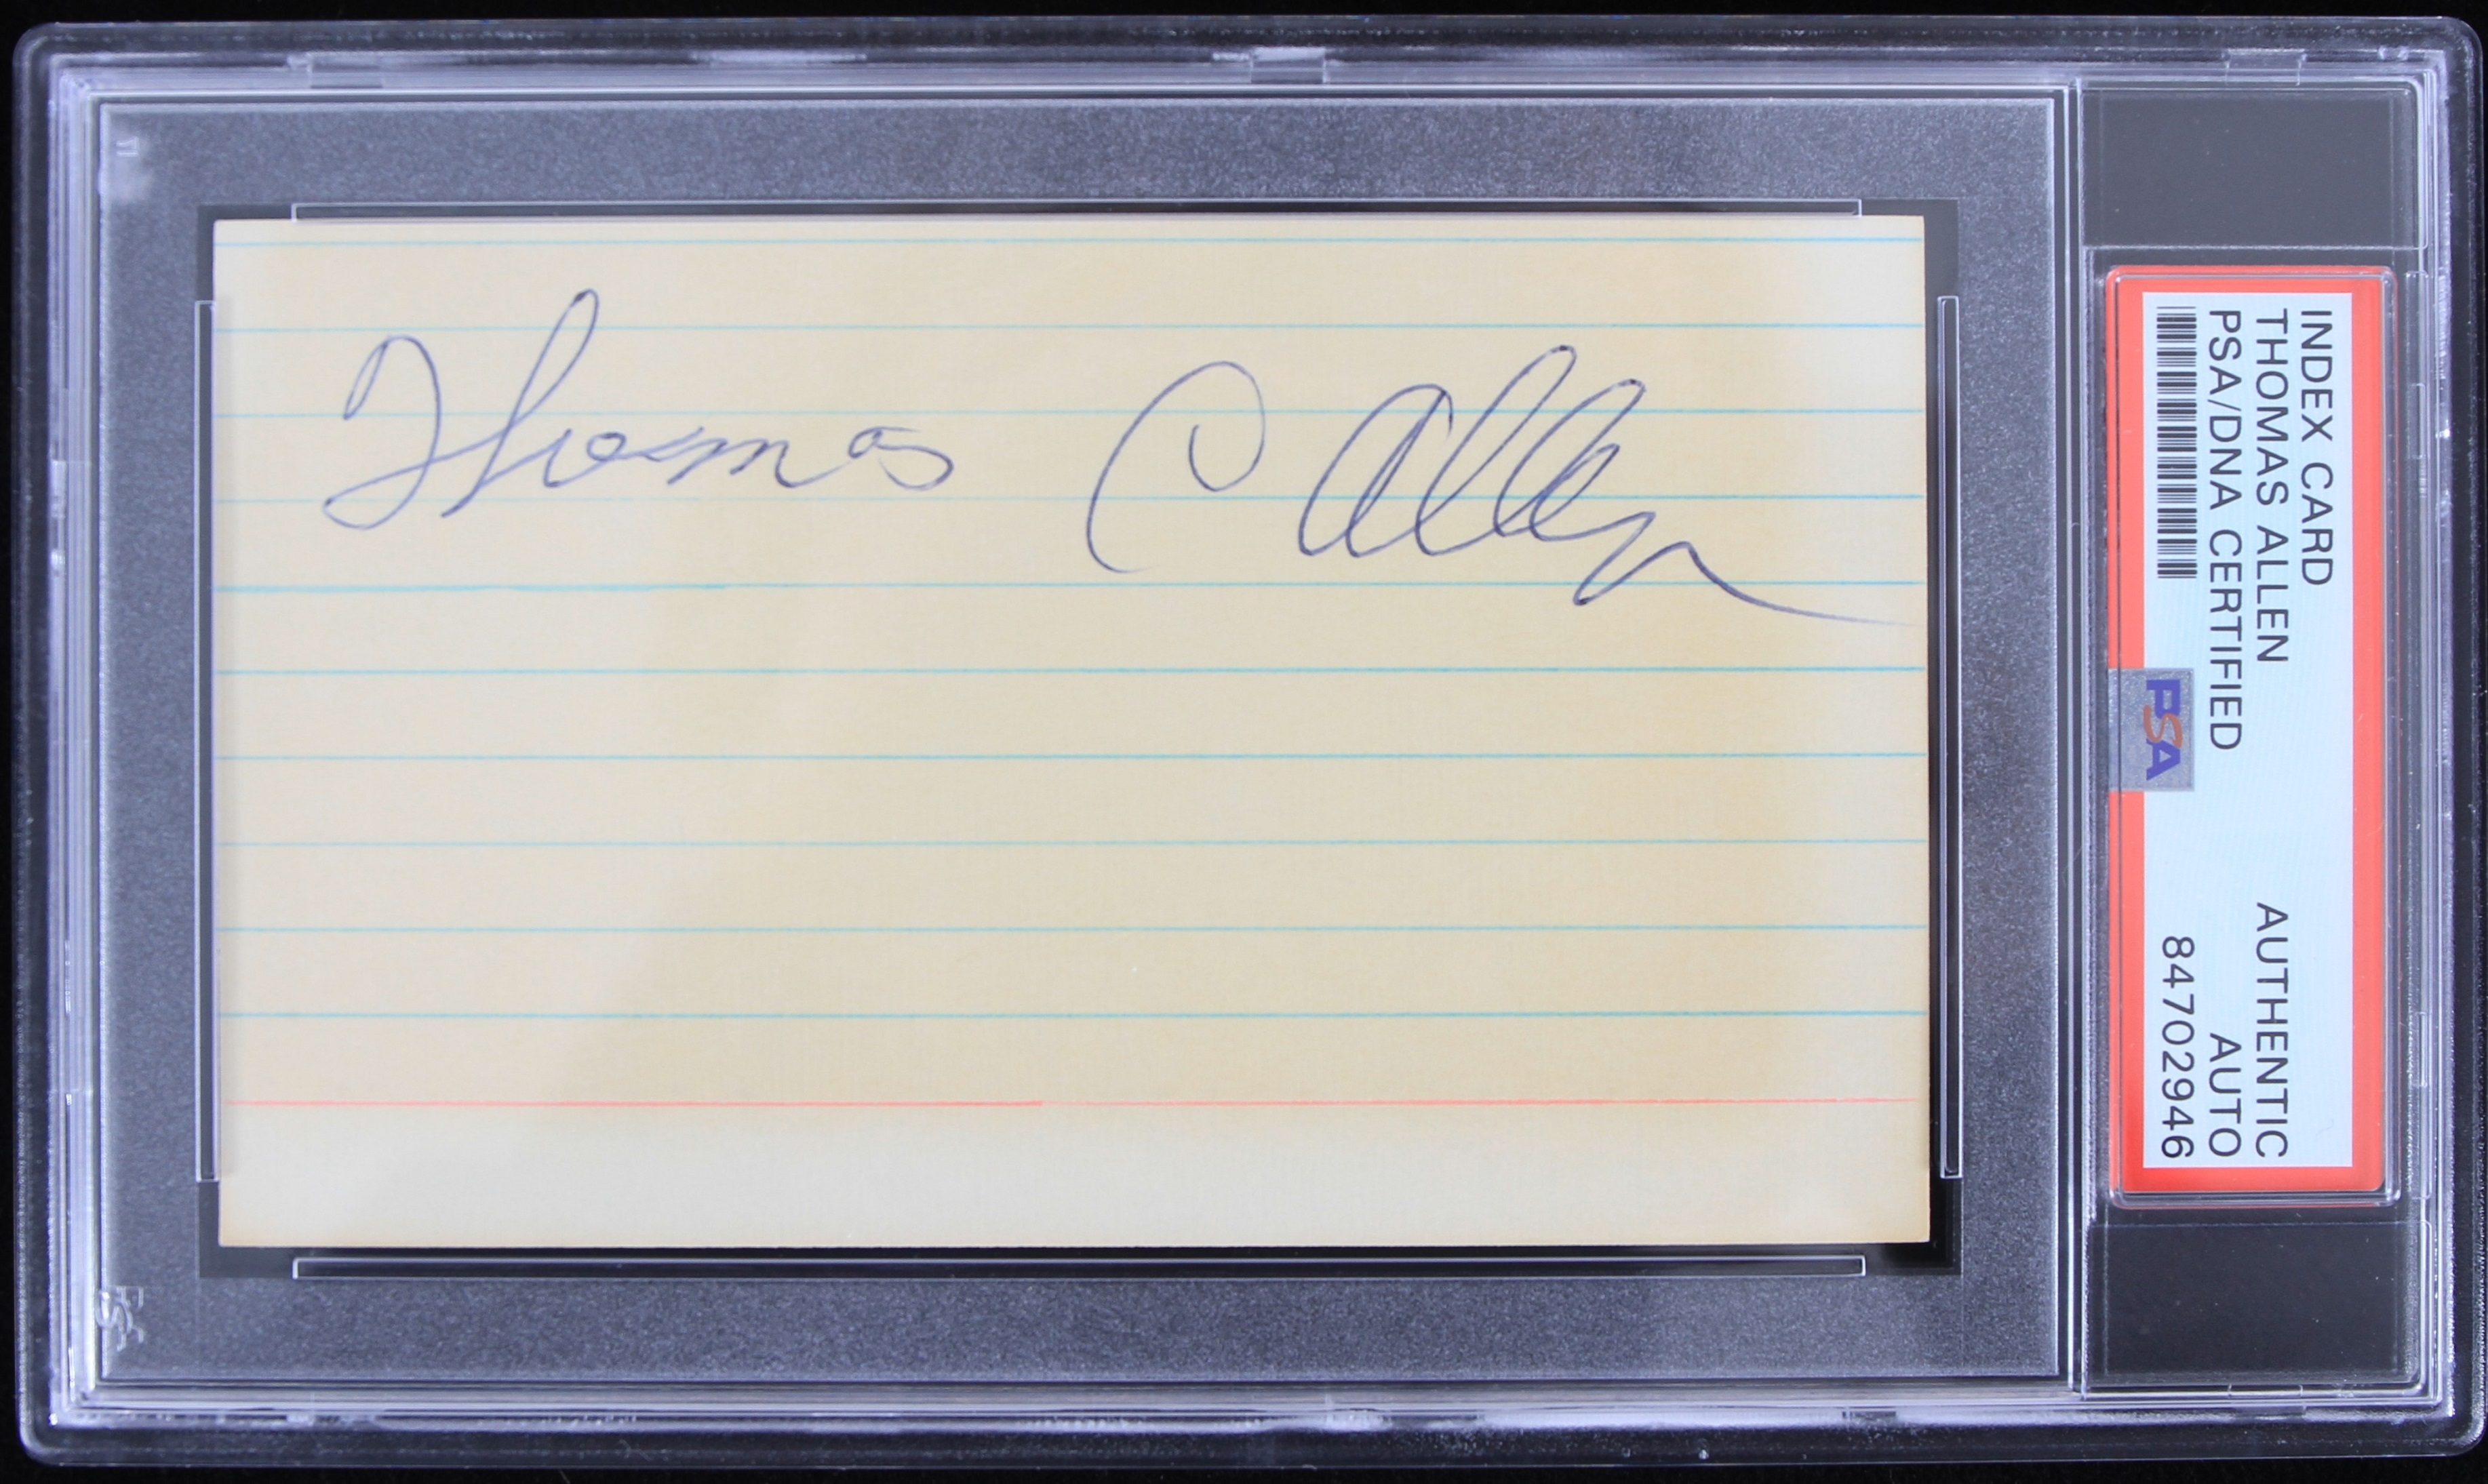 Thomas C Allen
INDEX CARD
THOMAS ALLEN
PSA/DNA CERTIFIED
AUTHENTIC
AUTO
84702946
PSA